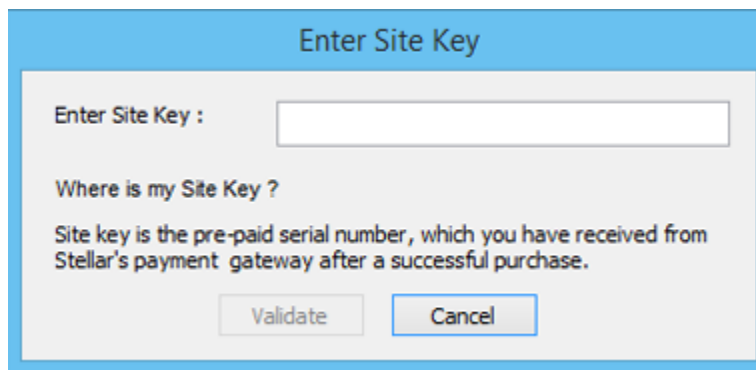 Enter Site Key
Enter Site Key :
Where is my Site Key ?
Site key is the pre-paid serial number, which you have received from
Stellar's payment gateway after a successful purchase.
Validate
Cancel